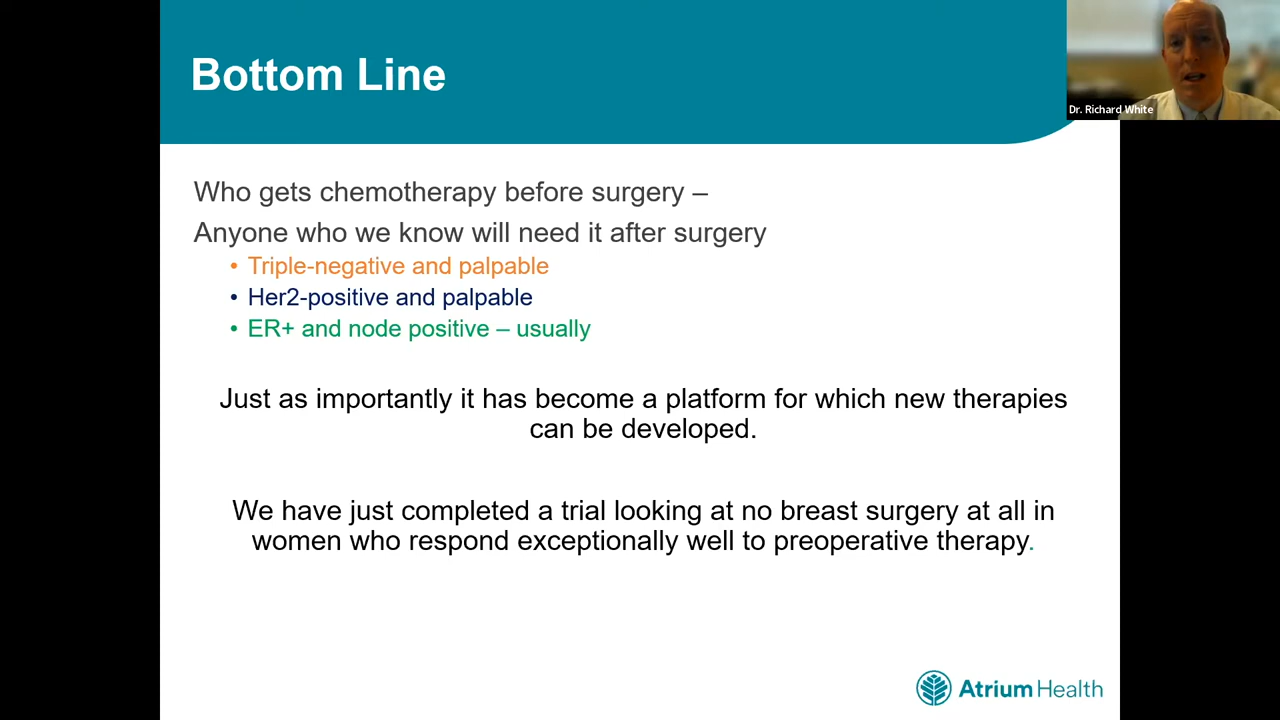 Bottom Line
Dr. Richard White
Who gets chemotherapy before surgery –
Anyone who we know will need it after surgery
• Triple-negative and palpable
• Her2-positive and palpable
• ER+ and node positive – usually
Just as importantly it has become a platform for which new therapies
can be developed.
We have just completed a trial looking at no breast surgery at all in
women who respond exceptionally well to preoperative therapy.
Atrium Health